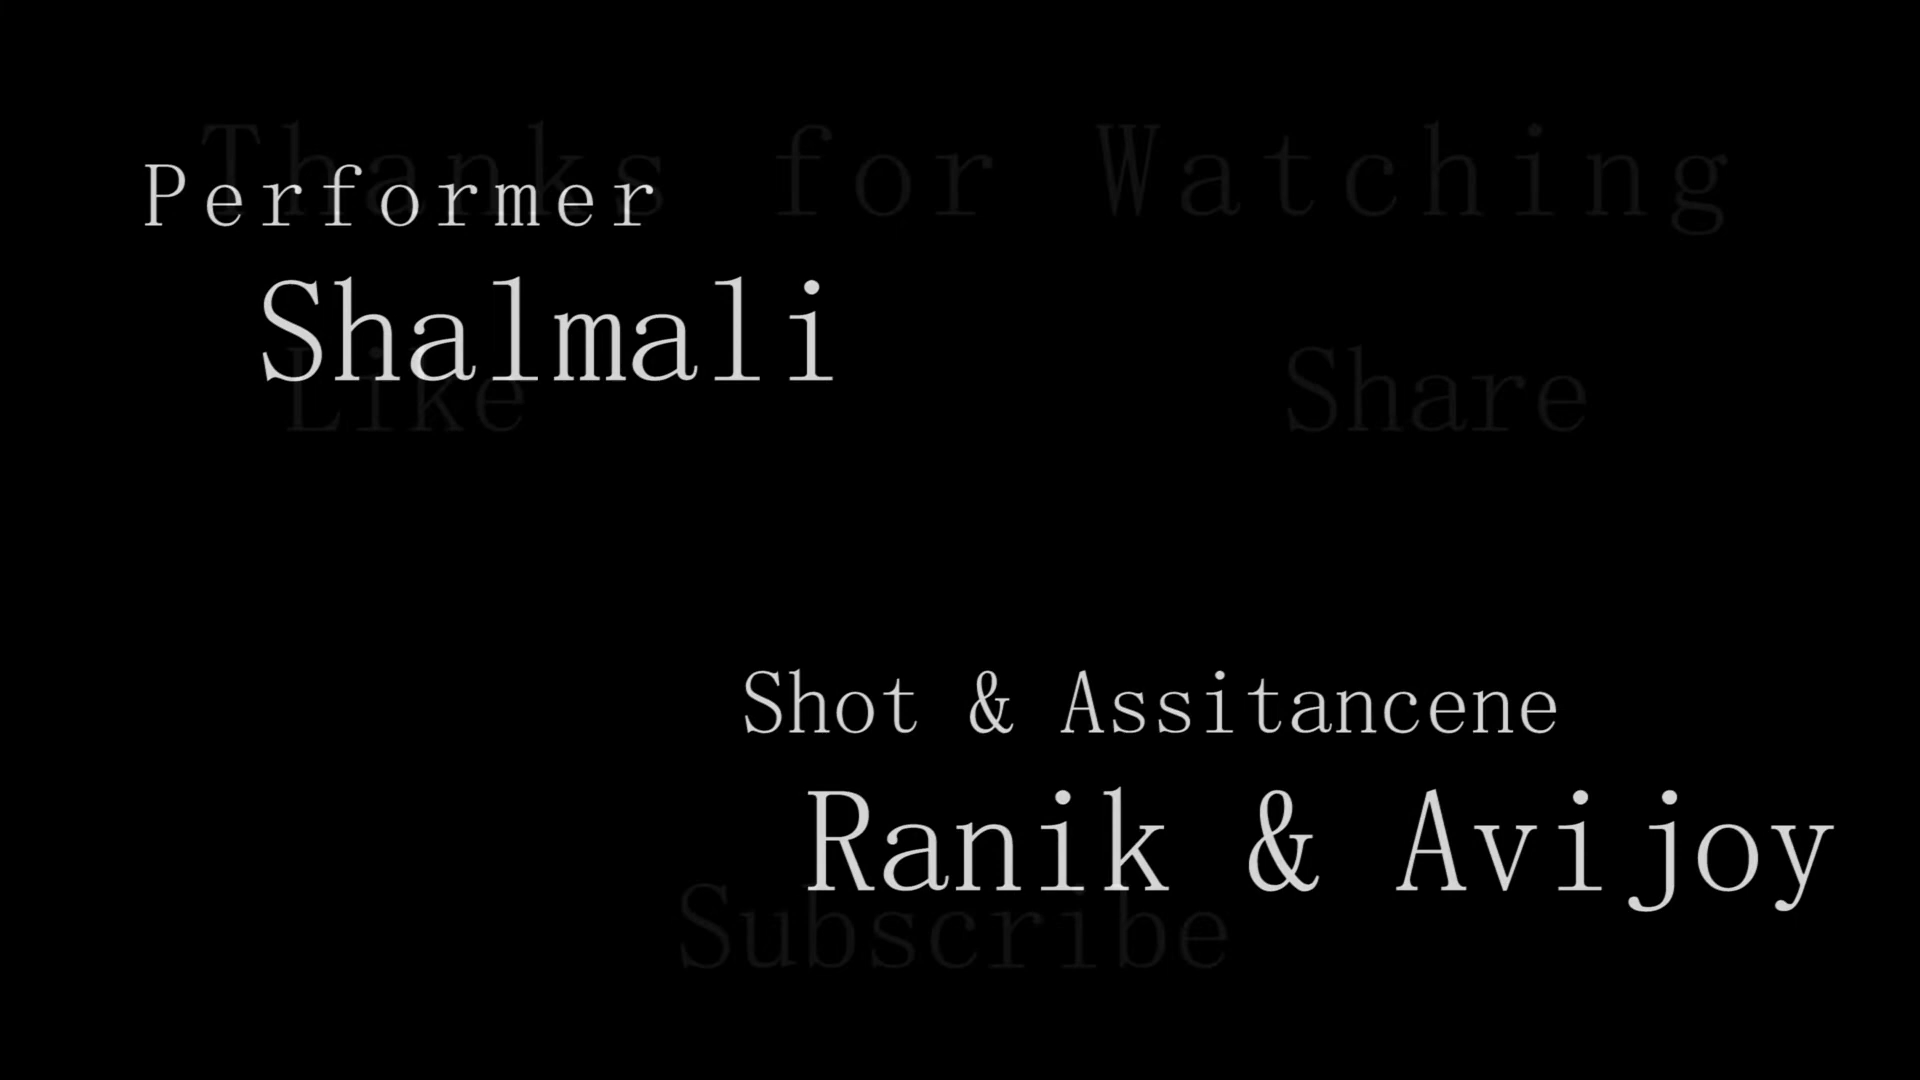 Thanks for Watching
Performer
Shalmali
Like
Share
Shot & Assitancene
Ranik & Avijoy
Subscribe